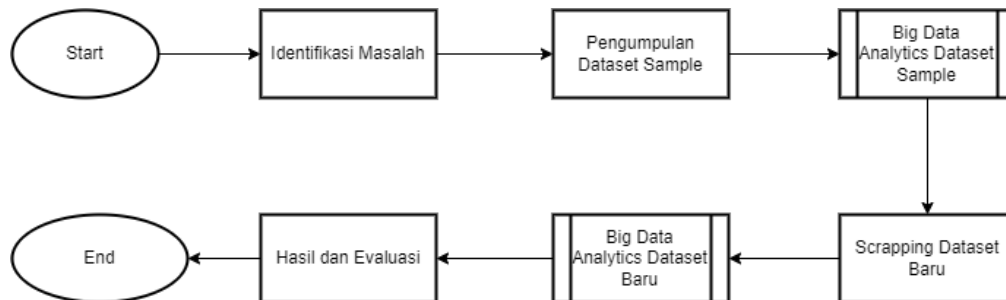 Start
Identifikasi Masalah
Pengumpulan
Dataset Sample
Big Data
Analytics Dataset
Sample
Scrapping Dataset
Baru
Big Data
Analytics Dataset
Baru
Hasil dan Evaluasi
End